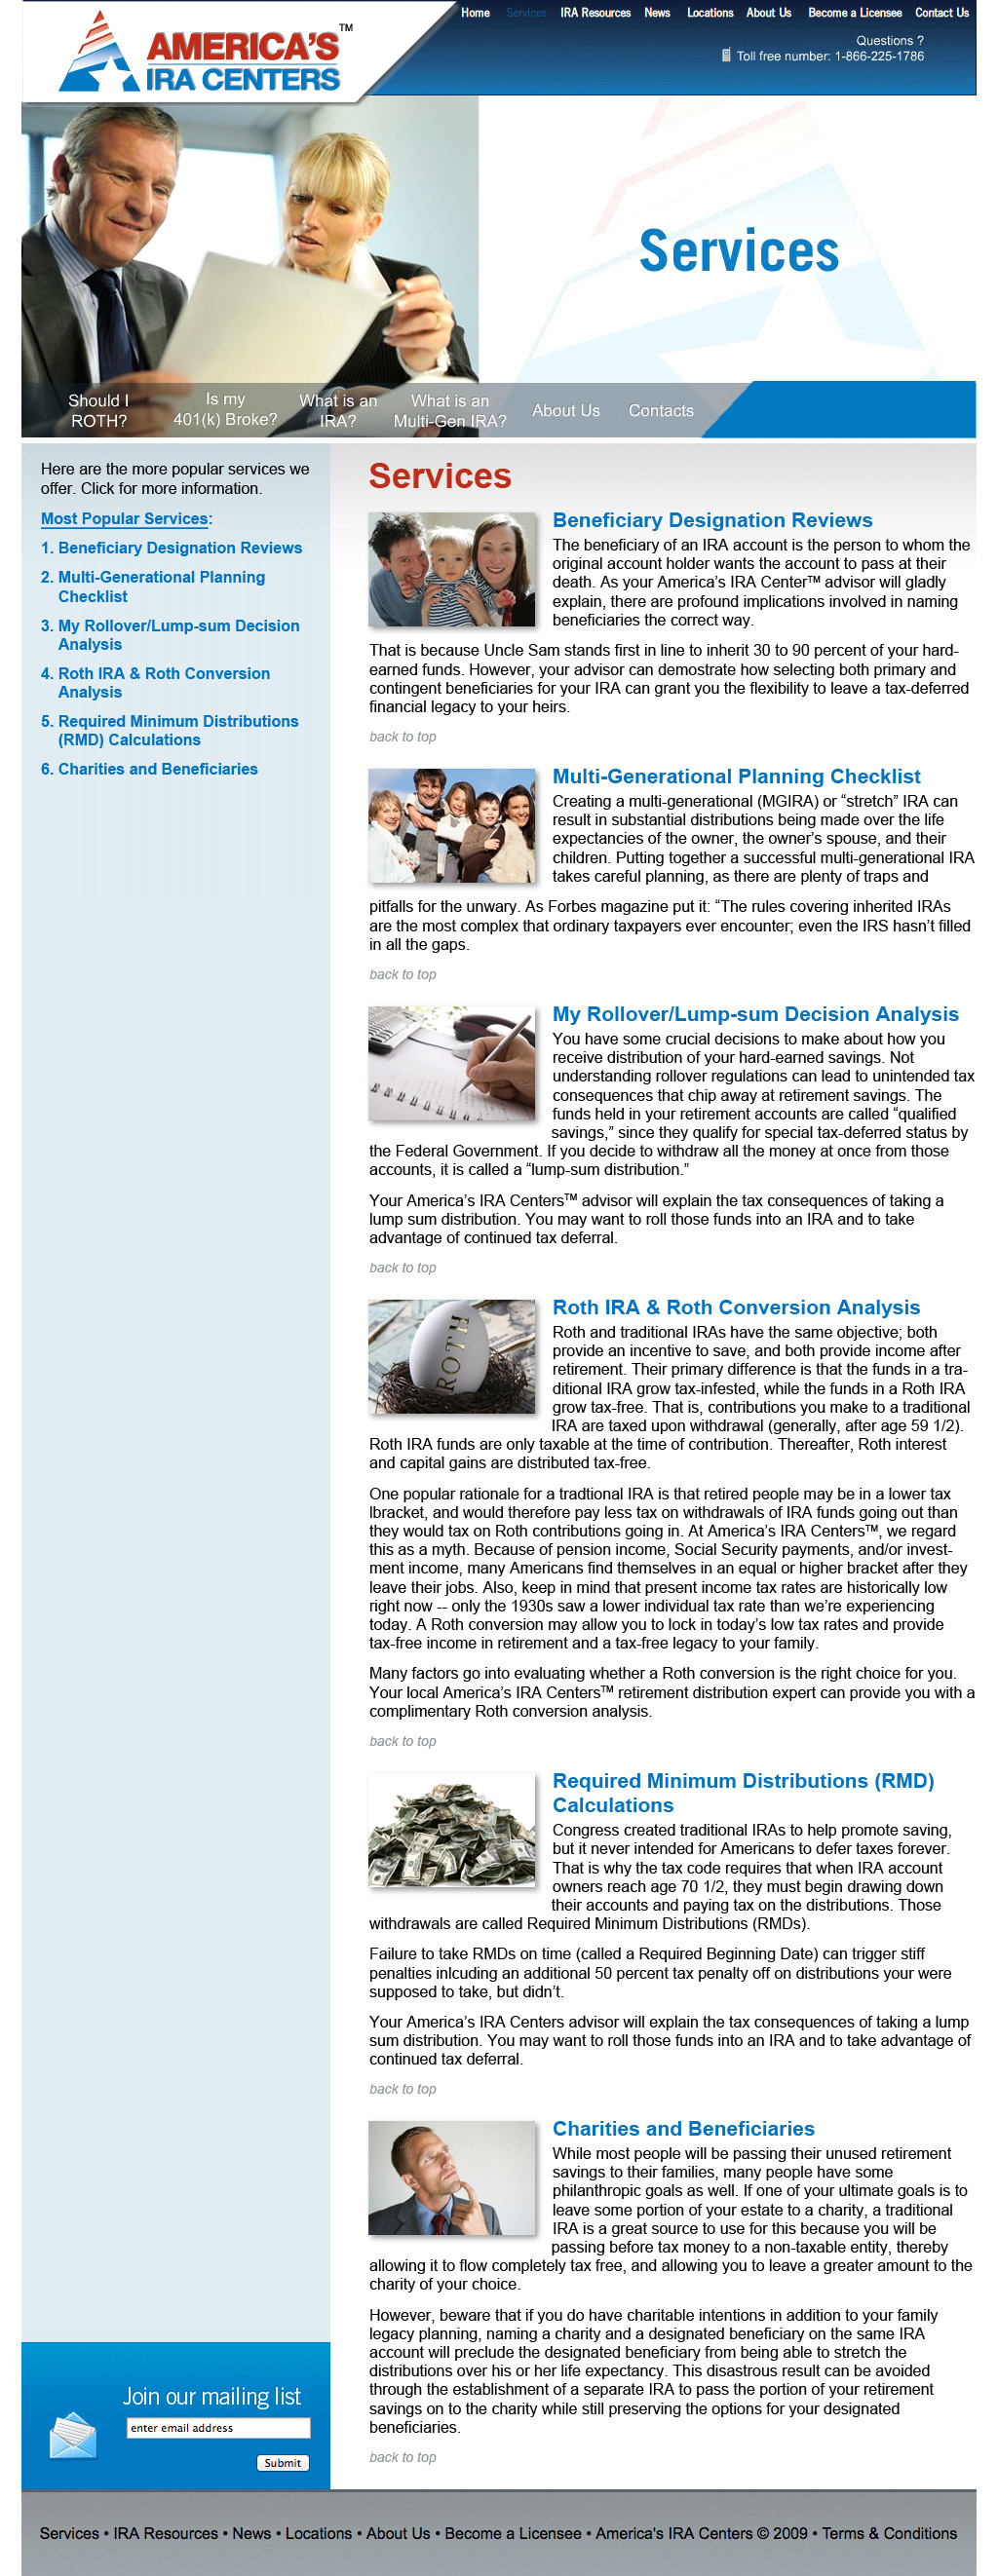 Home Services IRA Resources News Locations About Us Become a Licensee Contact Us
AMERICA'S™
IRA CENTERS
Questions ?
Toll free number: 1-866-225-1786
Services
Should I
ROTH?
Is my
401(k) Broke?
What is an
IRA?
What is an
Multi-Gen IRA?
About Us
Contacts
Here are the more popular services we
offer. Click for more information.
Most Popular Services:
1. Beneficiary Designation Reviews
2. Multi-Generational Planning
Checklist
3. My Rollover/Lump-sum Decision
Analysis
4. Roth IRA & Roth Conversion
Analysis
5. Required Minimum Distributions
(RMD) Calculations
6. Charities and Beneficiaries
Services
Beneficiary Designation Reviews
The beneficiary of an IRA account is the person to whom the
original account holder wants the account to pass at their
death. As your America’s IRA Center™ advisor will gladly
explain, there are profound implications involved in naming
beneficiaries the correct way.
That is because Uncle Sam stands first in line to inherit 30 to 90 percent of your hard-
earned funds. However, your advisor can demostrate how selecting both primary and
contingent beneficiaries for your IRA can grant you the flexibility to leave a tax-deferred
financial legacy to your heirs.
back to top
Multi-Generational Planning Checklist
Creating a multi-generational (MGIRA) or “stretch” IRA can
result in substantial distributions being made over the life
expectancies of the owner, the owner’s spouse, and their
children. Putting together a successful multi-generational IRA
takes careful planning, as there are plenty of traps and
pitfalls for the unwary. As Forbes magazine put it: “The rules covering inherited IRAs
are the most complex that ordinary taxpayers ever encounter; even the IRS hasn’t filled
in all the gaps.
back to top
My Rollover/Lump-sum Decision Analysis
You have some crucial decisions to make about how you
receive distribution of your hard-earned savings. Not
understanding rollover regulations can lead to unintended tax
consequences that chip away at retirement savings. The
funds held in your retirement accounts are called “qualified
savings,” since they qualify for special tax-deferred status by
the Federal Government. If you decide to withdraw all the money at once from those
accounts, it is called a “lump-sum distribution.”
Your America’s IRA Centers™ advisor will explain the tax consequences of taking a
lump sum distribution. You may want to roll those funds into an IRA and to take
advantage of continued tax deferral.
back to top
ROTH
Roth IRA & Roth Conversion Analysis
Roth and traditional IRAs have the same objective; both
provide an incentive to save, and both provide income after
retirement. Their primary difference is that the funds in a tra-
ditional IRA grow tax-infested, while the funds in a Roth IRA
grow tax-free. That is, contributions you make to a traditional
IRA are taxed upon withdrawal (generally, after age 59 1/2).
Roth IRA funds are only taxable at the time of contribution. Thereafter, Roth interest
and capital gains are distributed tax-free.
One popular rationale for a tradtional IRA is that retired people may be in a lower tax
lbracket, and would therefore pay less tax on withdrawals of IRA funds going out than
they would tax on Roth contributions going in. At America’s IRA Centers™, we regard
this as a myth. Because of pension income, Social Security payments, and/or invest-
ment income, many Americans find themselves in an equal or higher bracket after they
leave their jobs. Also, keep in mind that present income tax rates are historically low
right now -- only the 1930s saw a lower individual tax rate than we’re experiencing
today. A Roth conversion may allow you to lock in today’s low tax rates and provide
tax-free income in retirement and a tax-free legacy to your family.
Many factors go into evaluating whether a Roth conversion is the right choice for you.
Your local America’s IRA Centers™ retirement distribution expert can provide you with a
complimentary Roth conversion analysis.
back to top
Required Minimum Distributions (RMD)
Calculations
Congress created traditional IRAs to help promote saving,
but it never intended for Americans to defer taxes forever.
That is why the tax code requires that when IRA account
owners reach age 70 1/2, they must begin drawing down
their accounts and paying tax on the distributions. Those
withdrawals are called Required Minimum Distributions (RMDs).
Failure to take RMDs on time (called a Required Beginning Date) can trigger stiff
penalties inlcuding an additional 50 percent tax penalty off on distributions your were
supposed to take, but didn’t.
Your America’s IRA Centers advisor will explain the tax consequences of taking a lump
sum distribution. You may want to roll those funds into an IRA and to take advantage of
continued tax deferral.
back to top
Charities and Beneficiaries
While most people will be passing their unused retirement
savings to their families, many people have some
philanthropic goals as well. If one of your ultimate goals is to
leave some portion of your estate to a charity, a traditional
IRA is a great source to use for this because you will be
passing before tax money to a non-taxable entity, thereby
allowing it to flow completely tax free, and allowing you to leave a greater amount to the
charity of your choice.
However, beware that if you do have charitable intentions in addition to your family
legacy planning, naming a charity and a designated beneficiary on the same IRA
account will preclude the designated beneficiary from being able to stretch the
distributions over his or her life expectancy. This disastrous result can be avoided
through the establishment of a separate IRA to pass the portion of your retirement
savings on to the charity while still preserving the options for your designated
beneficiaries.
back to top
Join our mailing list
enter email address
Submit
Services • IRA Resources • News • Locations • About Us • Become a Licensee • America's IRA Centers © 2009 • Terms & Conditions